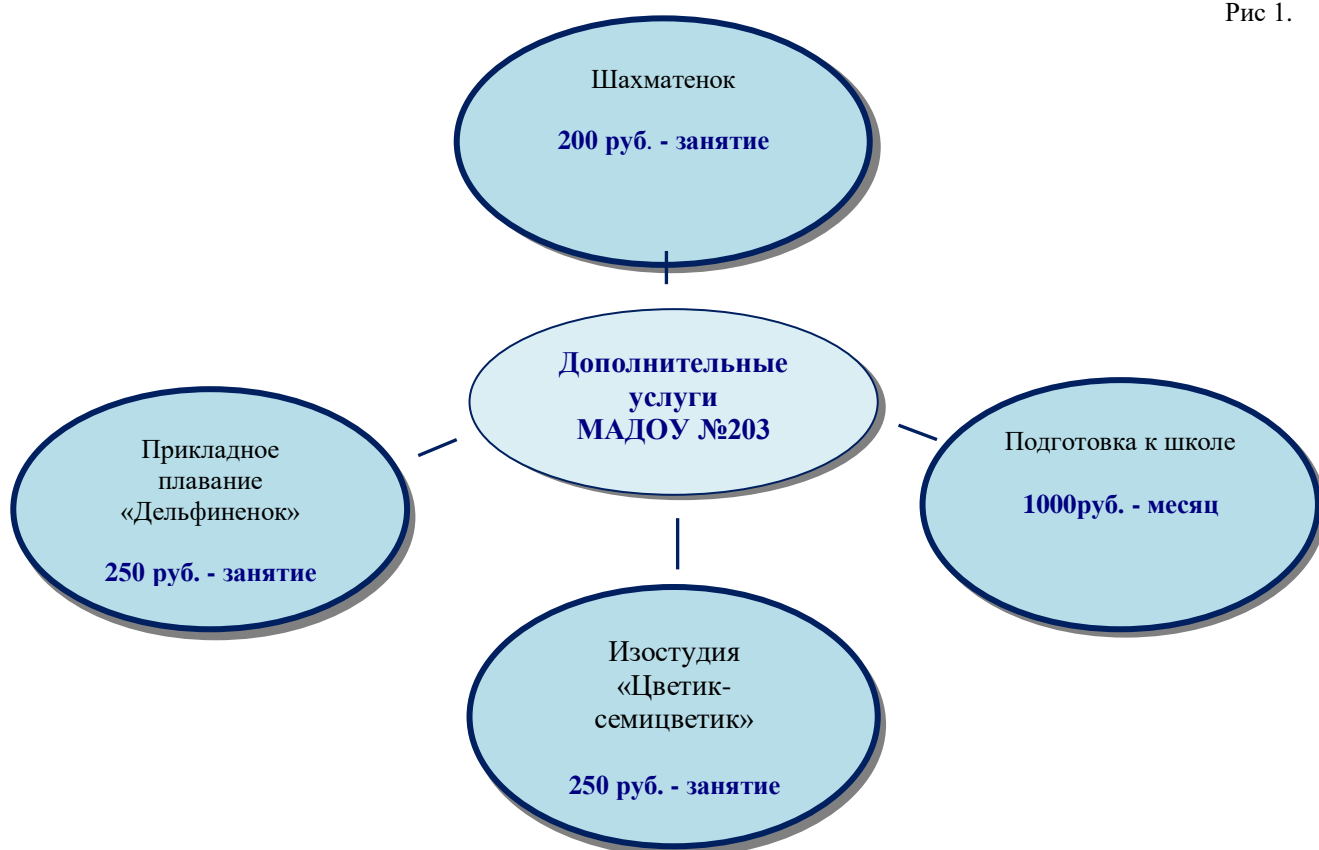 Рис 1.
Шахматенок
200 руб. - занятие
Дополнительные
услуги
МАДОУ №203
Прикладное
плавание
«Дельфиненок»
250 руб. - занятие
Подготовка к школе
1000руб. - месяц
Изостудия
«Цветик-
семицветик»
250 руб. - занятие